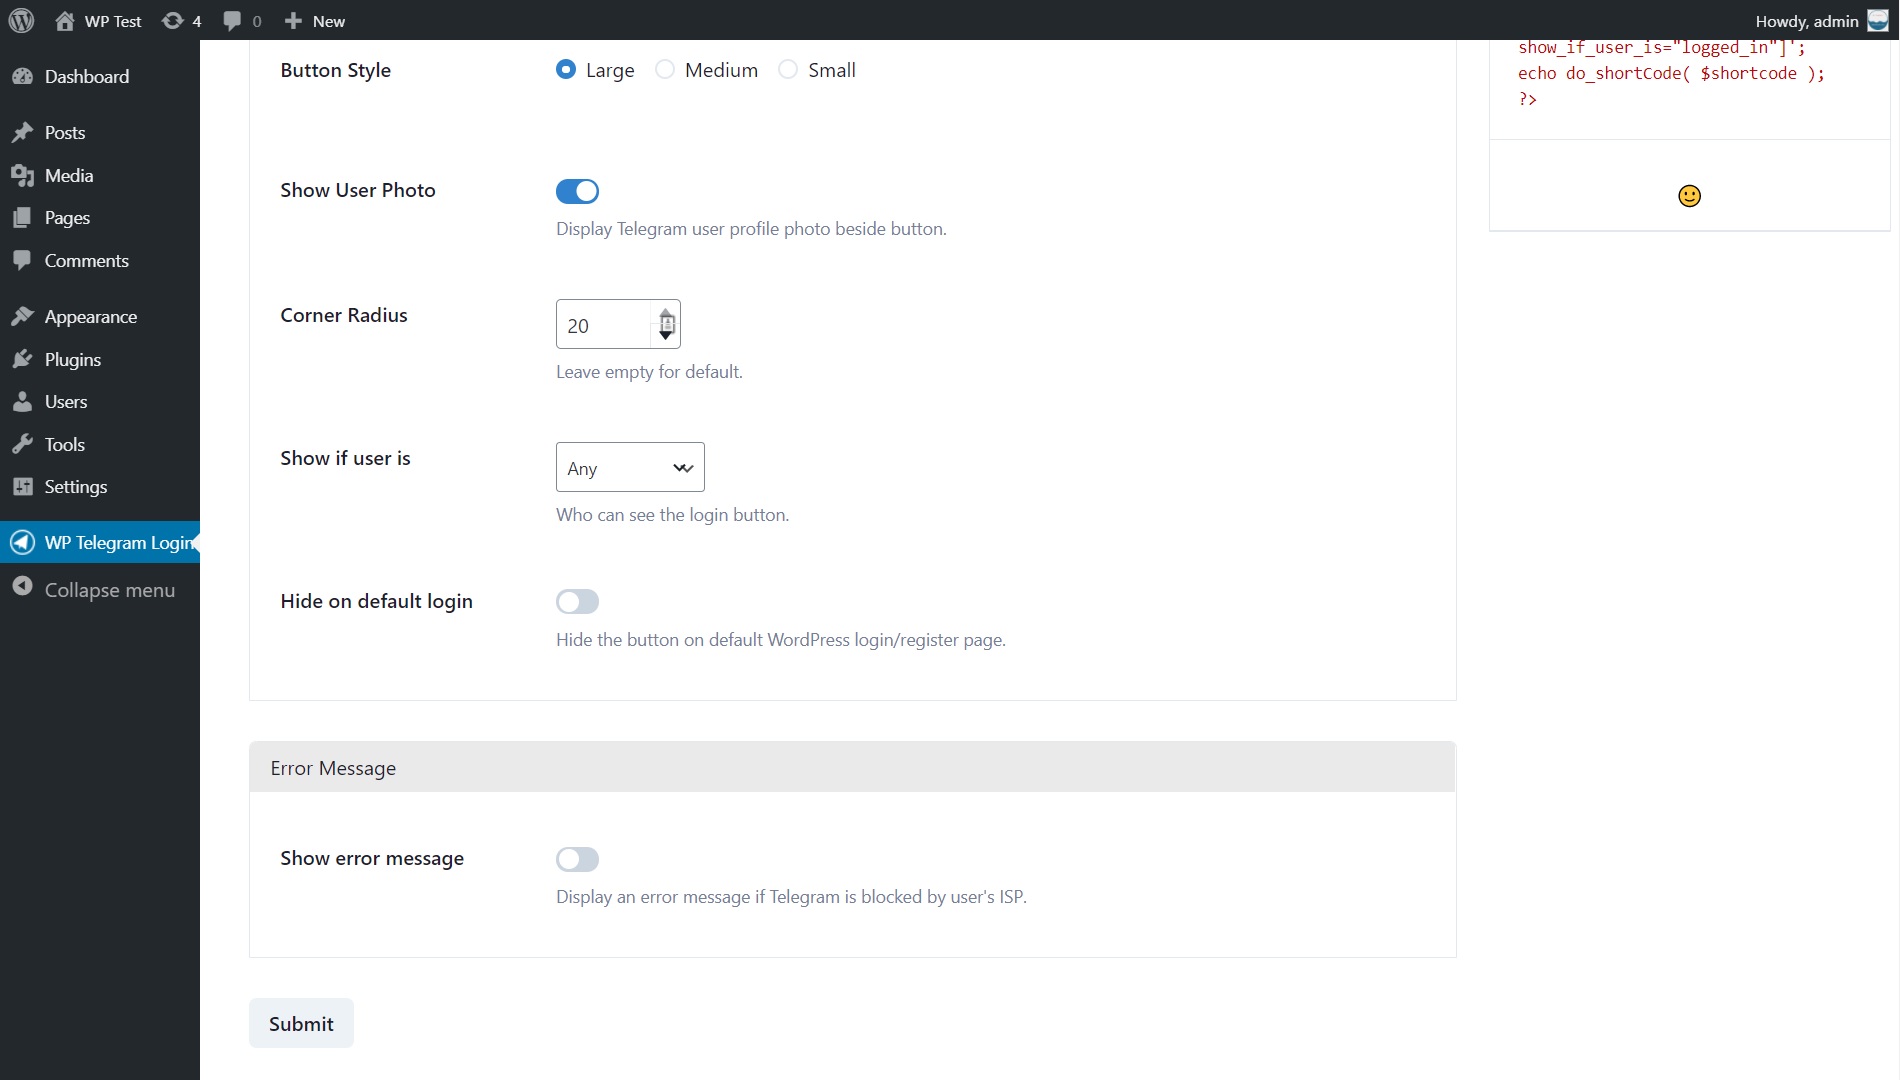 WP Test 4 0 New Howdy, admin
Dashboard
Posts
Media
Pages
Comments
Appearance
Plugins
Users
Tools
Settings
WP Telegram Login
Collapse menu
Button Style Large Medium Small
Show User Photo
Display Telegram user profile photo beside button.
Corner Radius
20
Leave empty for default.
Show if user is
Any
Who can see the login button.
Hide on default login
Hide the button on default WordPress login/register page.
Error Message
Show error message
Display an error message if Telegram is blocked by user's ISP.
Submit
show_if_user_is="logged_in"]';
echo do_shortCode( $shortcode );
?>